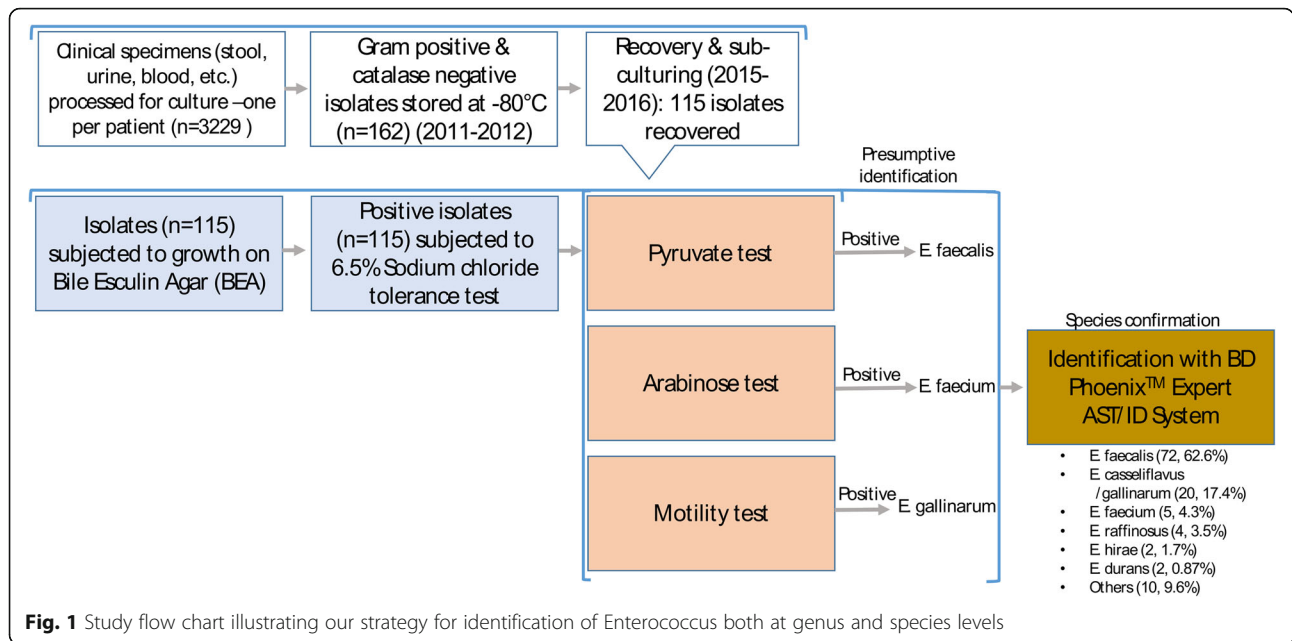 Clinical specimens (stool,
urine, blood, etc.)
processed for culture –one
per patient (n=3229 )
Gram positive &
catalase negative
isolates stored at -80°C
(n=162) (2011-2012)
Recovery & sub-
culturing (2015-
2016): 115 isolates
recovered
Presumptive
identification
Isolates (n=115)
subjected to growth on
Bile Esculin Agar (BEA)
Positive isolates
(n=115) subjected to
6.5% Sodium chloride
tolerance test
Pyruvate test
Positive
E. faecalis
Arabinose test
Positive
E. faecium
Motility test
Positive
E. gallinarum
Species confirmation
Identification with BD
Phoenix™ Expert
AST/ID System
• E. faecalis (72, 62.6%)
• E. casseliflavus
/gallinarum (20, 17.4%)
• E. faecium (5, 4.3%)
• E. raffinosus (4, 3.5%)
• E. hirae (2, 1.7%)
• E. durans (2, 0.87%)
• Others (10, 9.6%)
Fig. 1 Study flow chart illustrating our strategy for identification of Enterococcus both at genus and species levels